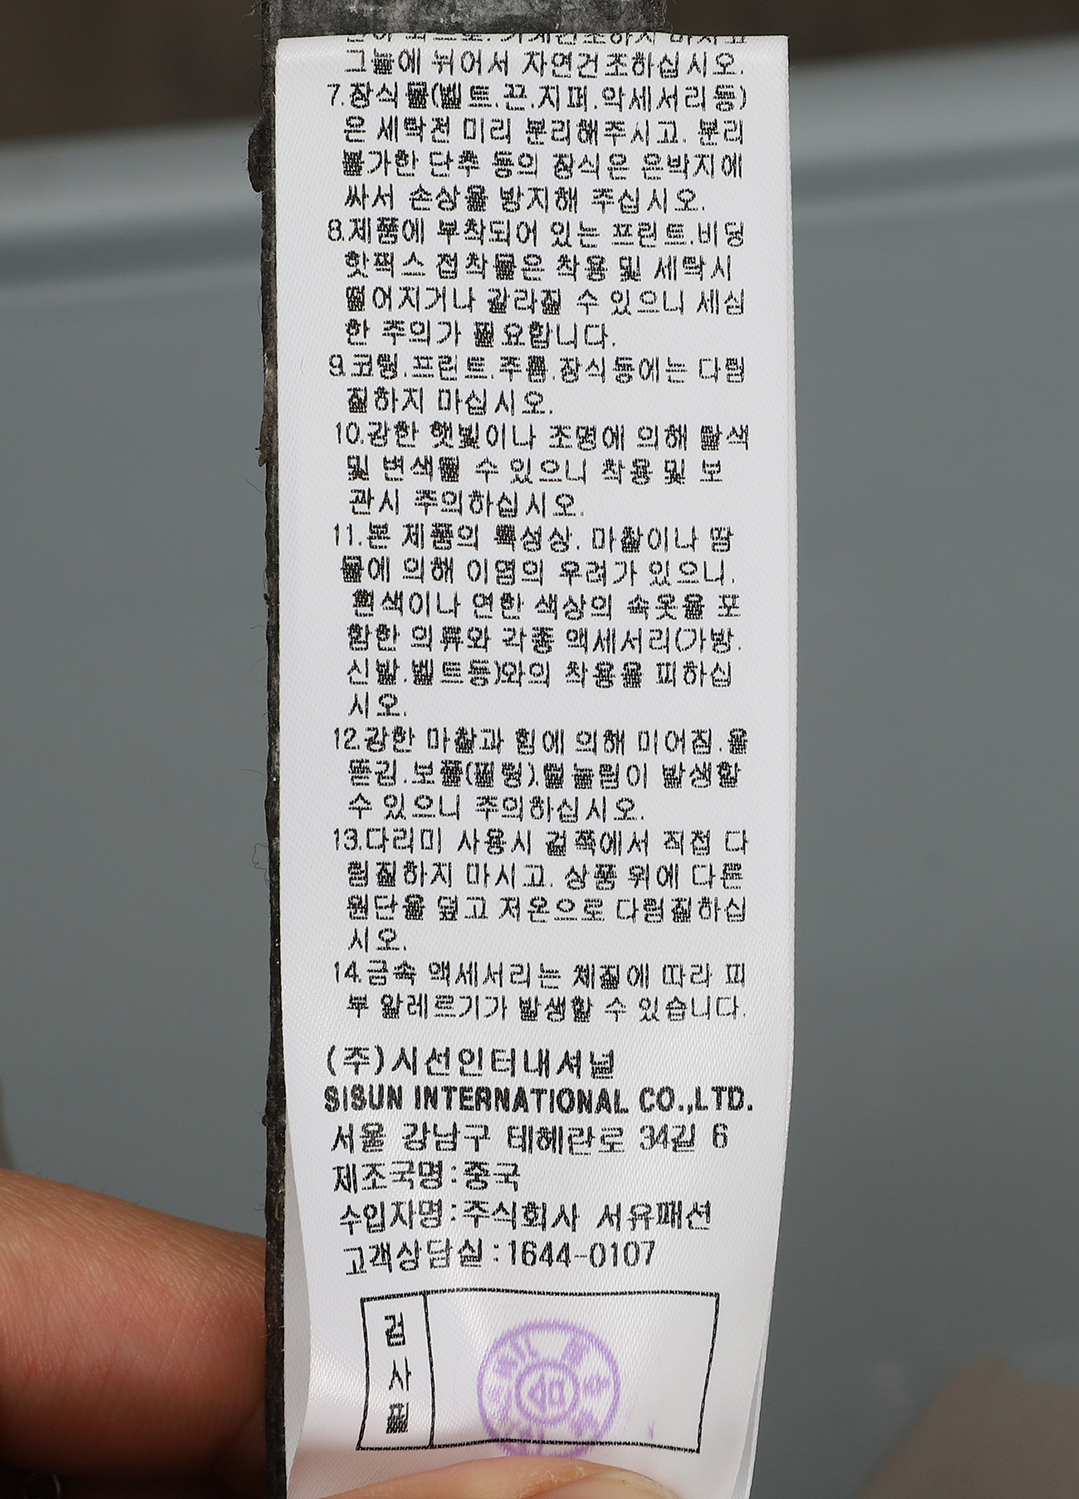 그늘에 뉘어서 자연건조하십시오.
7.장식물(벨트.끈.지퍼.악세서리등)
은 세탁전 미리 분리해주시고. 분리
불가한 단추 등의 장식은 은박지에
싸서 손상을 방지해 주십시오.
8.제품에 부착되어 있는 프린트.비딩
핫픽스 접착물은 착용 및 세탁시
떨어지거나 갈라질 수 있으니 세심
한 주의가 필요합니다.
9.코팅.프린트.주름.장식등에는 다림
질하지 마십시오.
10.강한 햇빛이나 조명에 의해 탈색
및 변색될 수 있으니 착용 및 보
관시 주의하십시오.
11.본 제품의 특성상. 마찰이나 땀
물에 의해 이염의 우려가 있으니.
흰색이나 연한 색상의 속옷을 포
함한 의류와 각종 액세서리(가방.
신발.벨트등)와의 착용을 피하십
시오.
12.강한 마찰과 힘에 의해 미어짐.올
뜯김.보풀(필링).털눌림이 발생할
수 있으니 주의하십시오.
13.다리미 사용시 겉쪽에서 직접 다
림질하지 마시고. 상품 위에 다른
원단을 덮고 저온으로 다림질하십
시오.
14.금속 액세서리는 체질에 따라 피
부 알레르기가 발생할 수 있습니다.
(주)시선인터내셔널
SISUN INTERNATIONAL CO.,LTD.
서울 강남구 테헤란로 34길 6
제조국명:중국
수입자명:주식회사 서유패션
고객상담실:1644-0107
검
사
필